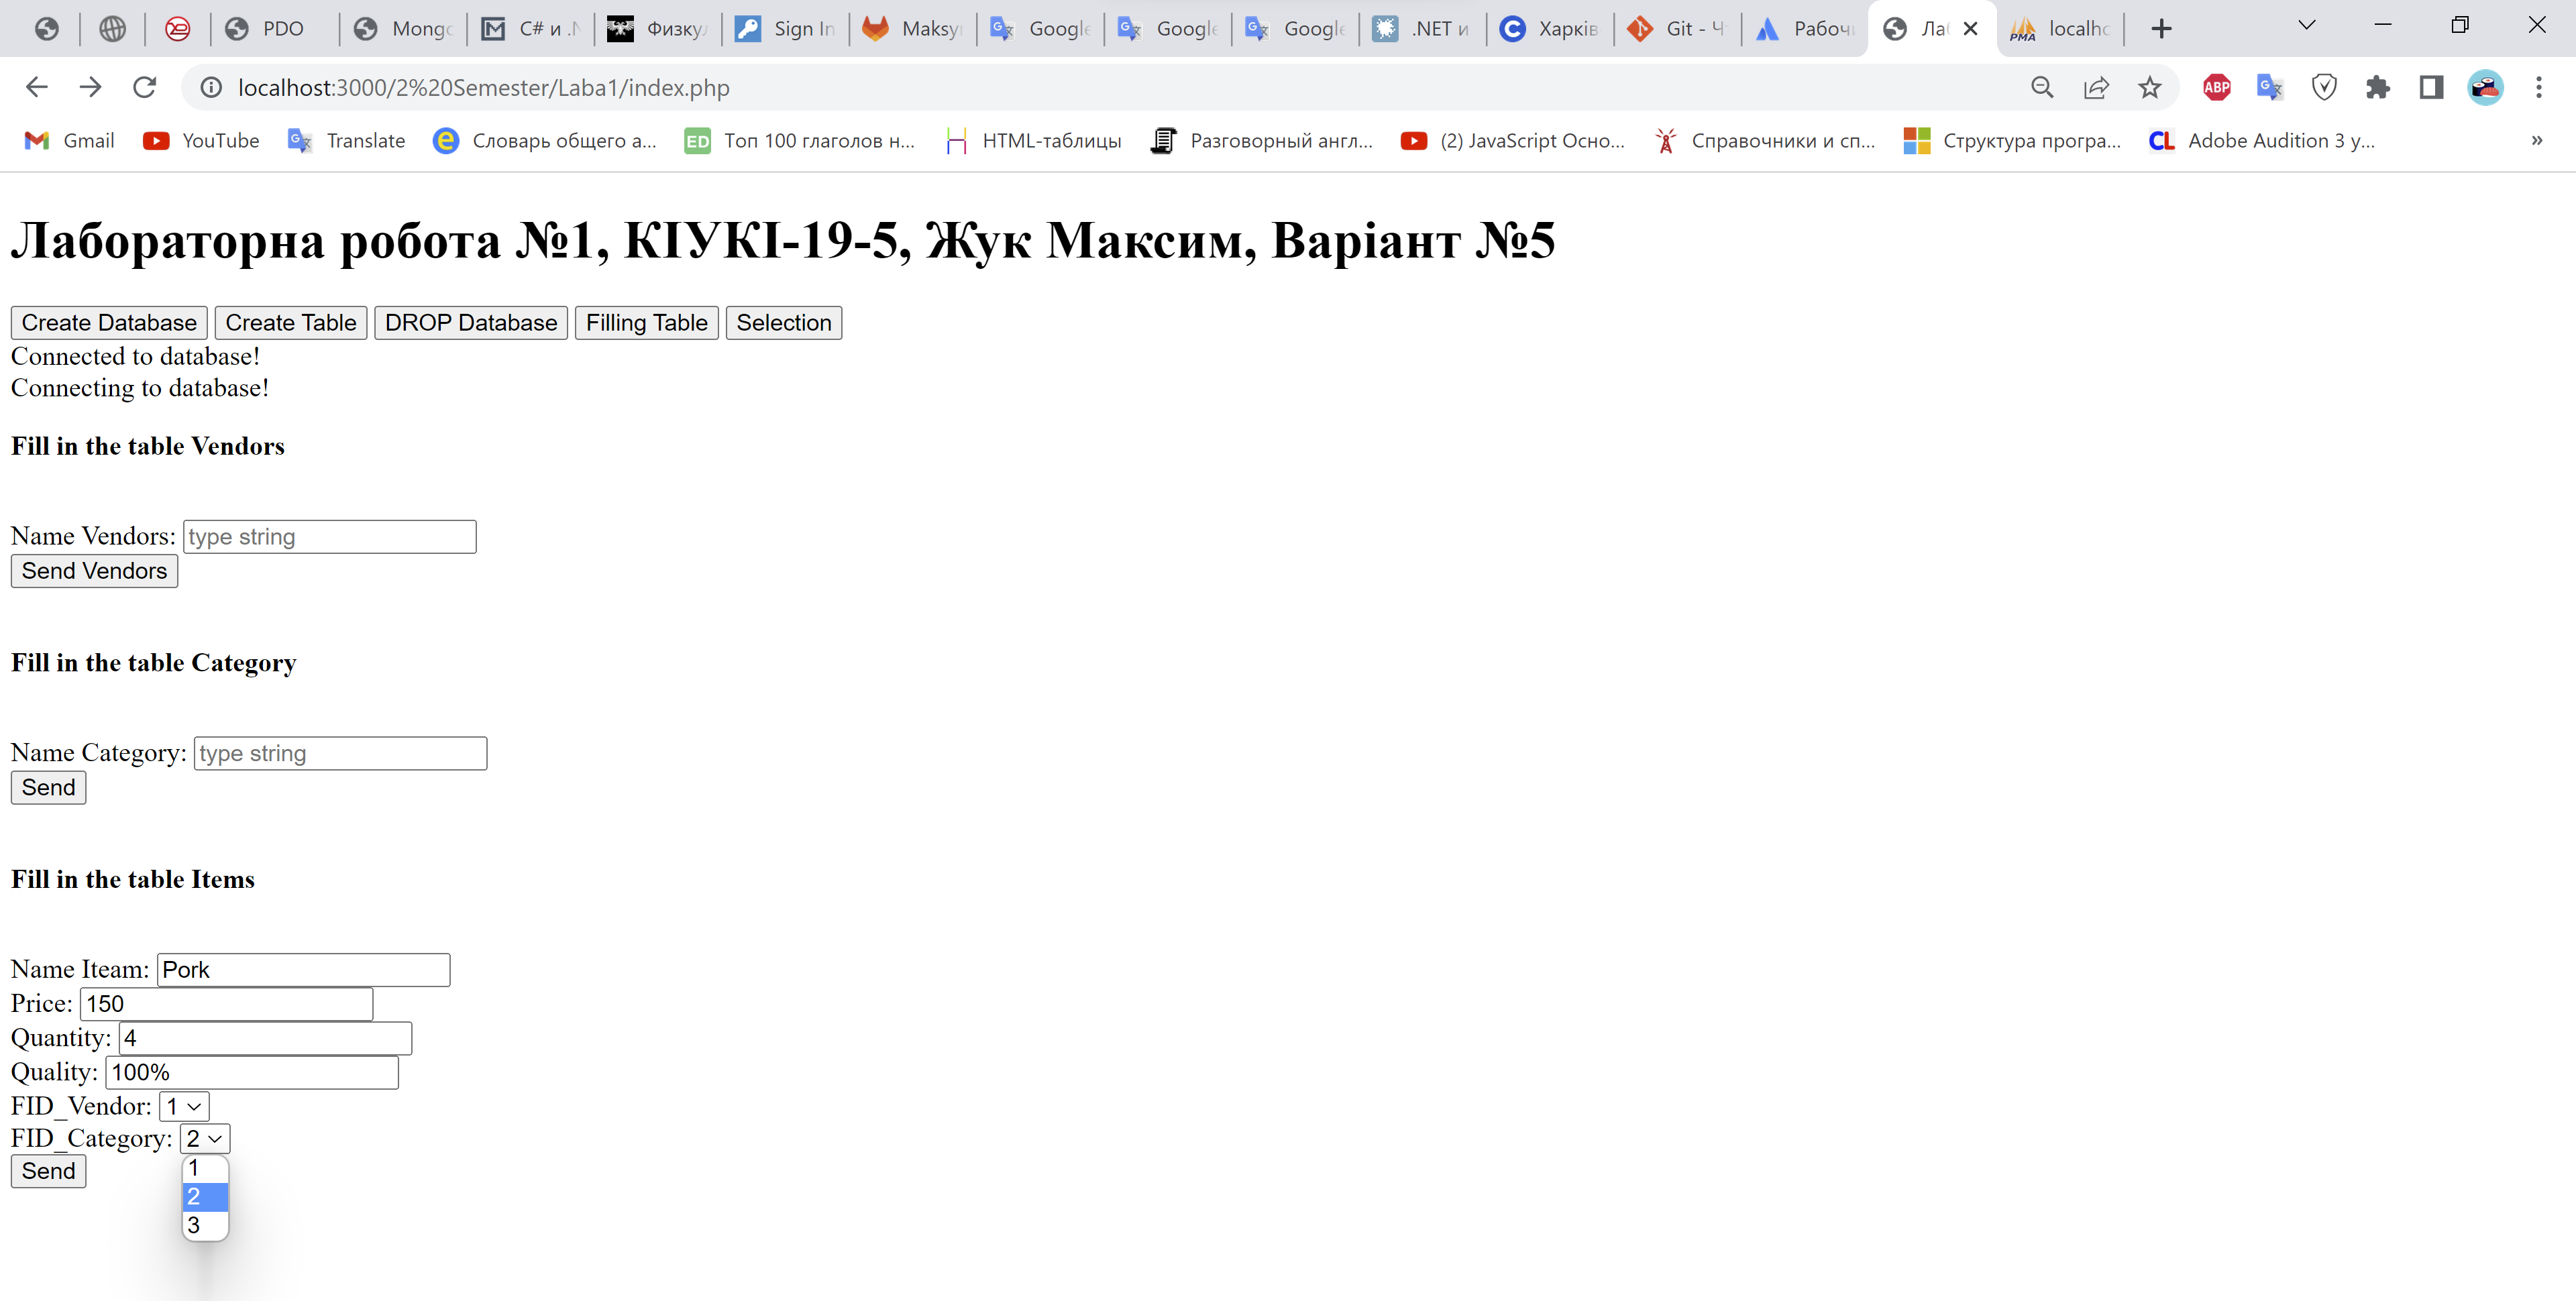 PDO Mongo C# и .N Физку Sign In Maksy Google Google Google .NET и Харків Git - Ч Рабоч Ла localho
localhost:3000/2%20Semester/Laba1/index.php
ABP
Gmail YouTube Translate Словарь общего а... ED Топ 100 глаголов н... HTML-таблицы Разговорный англ... (2) JavaScript Осно... Справочники и сп... Структура програ... CL Adobe Audition 3 у... »
Лабораторна робота №1, КІУКІ-19-5, Жук Максим, Варіант №5
Create Database Create Table DROP Database Filling Table Selection
Connected to database!
Connecting to database!
Fill in the table Vendors
Name Vendors: type string
Send Vendors
Fill in the table Category
Name Category: type string
Send
Fill in the table Items
Name Iteam: Pork
Price: 150
Quantity: 4
Quality: 100%
FID_Vendor: 1
FID_Category: 2
Send
1
2
3